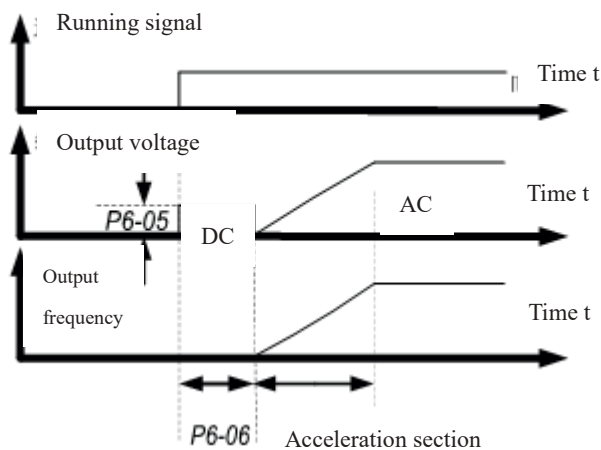 Running signal
Time t
Output voltage
Time t
P6-05
DC
AC
Output
frequency
Time t
P6-06
Acceleration section